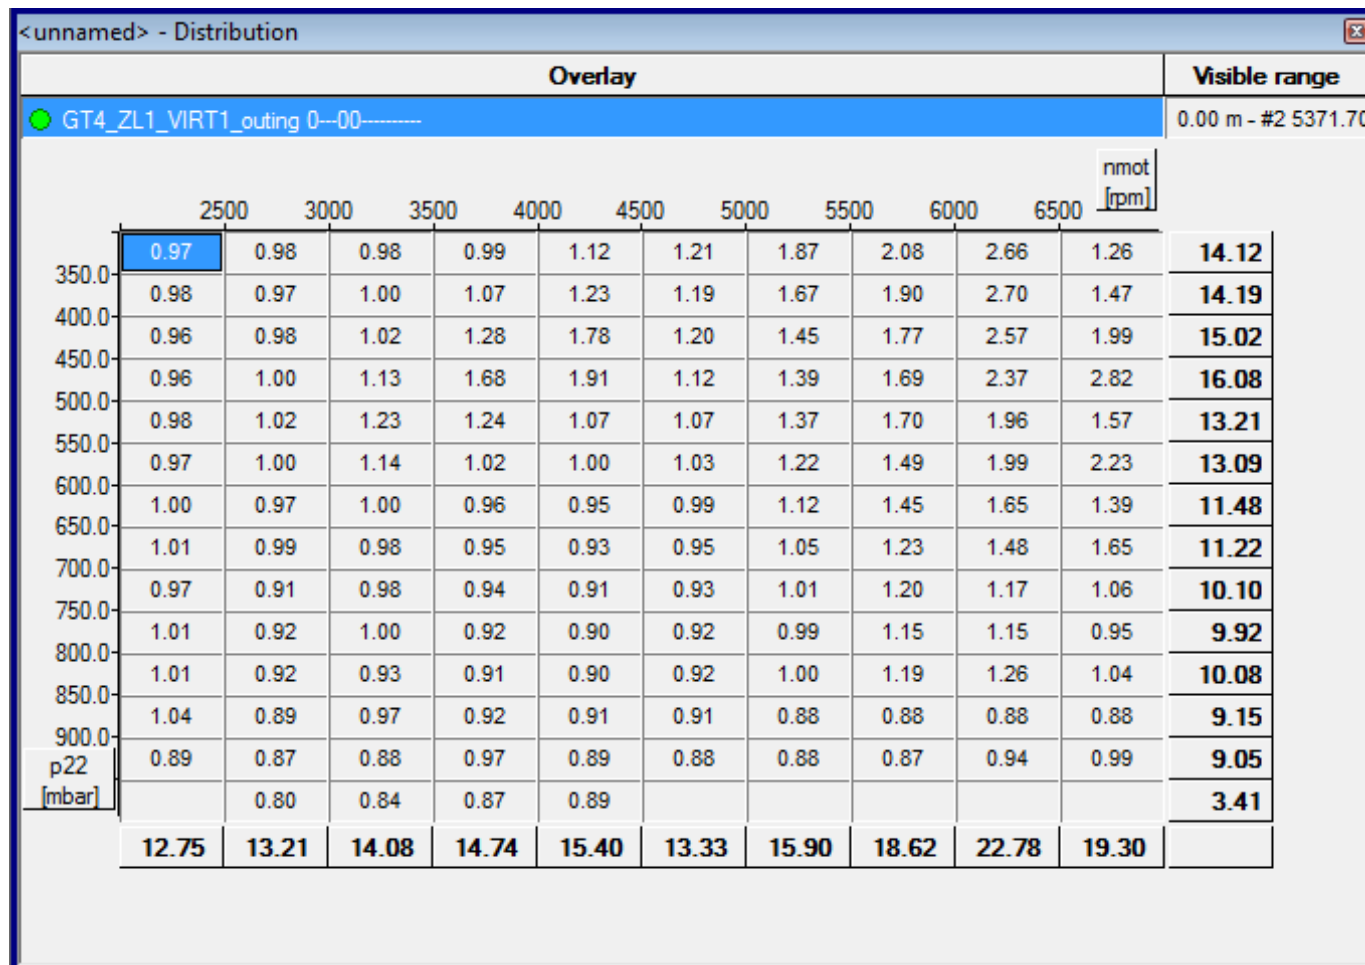 <unnamed> - Distribution
Overlay Visible range
GT4_ZL1_VIRT1_outing 0---00---------- 0.00 m - #2 5371.70
nmot
[rpm]
2500 3000 3500 4000 4500 5000 5500 6000 6500
0.97 0.98 0.98 0.99 1.12 1.21 1.87 2.08 2.66 1.26 14.12
350.0
0.98 0.97 1.00 1.07 1.23 1.19 1.67 1.90 2.70 1.47 14.19
400.0
0.96 0.98 1.02 1.28 1.78 1.20 1.45 1.77 2.57 1.99 15.02
450.0
0.96 1.00 1.13 1.68 1.91 1.12 1.39 1.69 2.37 2.82 16.08
500.0
0.98 1.02 1.23 1.24 1.07 1.07 1.37 1.70 1.96 1.57 13.21
550.0
0.97 1.00 1.14 1.02 1.00 1.03 1.22 1.49 1.99 2.23 13.09
600.0
1.00 0.97 1.00 0.96 0.95 0.99 1.12 1.45 1.65 1.39 11.48
650.0
1.01 0.99 0.98 0.95 0.93 0.95 1.05 1.23 1.48 1.65 11.22
700.0
0.97 0.91 0.98 0.94 0.91 0.93 1.01 1.20 1.17 1.06 10.10
750.0
1.01 0.92 1.00 0.92 0.90 0.92 0.99 1.15 1.15 0.95 9.92
800.0
1.01 0.92 0.93 0.91 0.90 0.92 1.00 1.19 1.26 1.04 10.08
850.0
1.04 0.89 0.97 0.92 0.91 0.91 0.88 0.88 0.88 0.88 9.15
900.0
p22 0.89 0.87 0.88 0.97 0.89 0.88 0.88 0.87 0.94 0.99 9.05
[mbar] 0.80 0.84 0.87 0.89 3.41
12.75 13.21 14.08 14.74 15.40 13.33 15.90 18.62 22.78 19.30